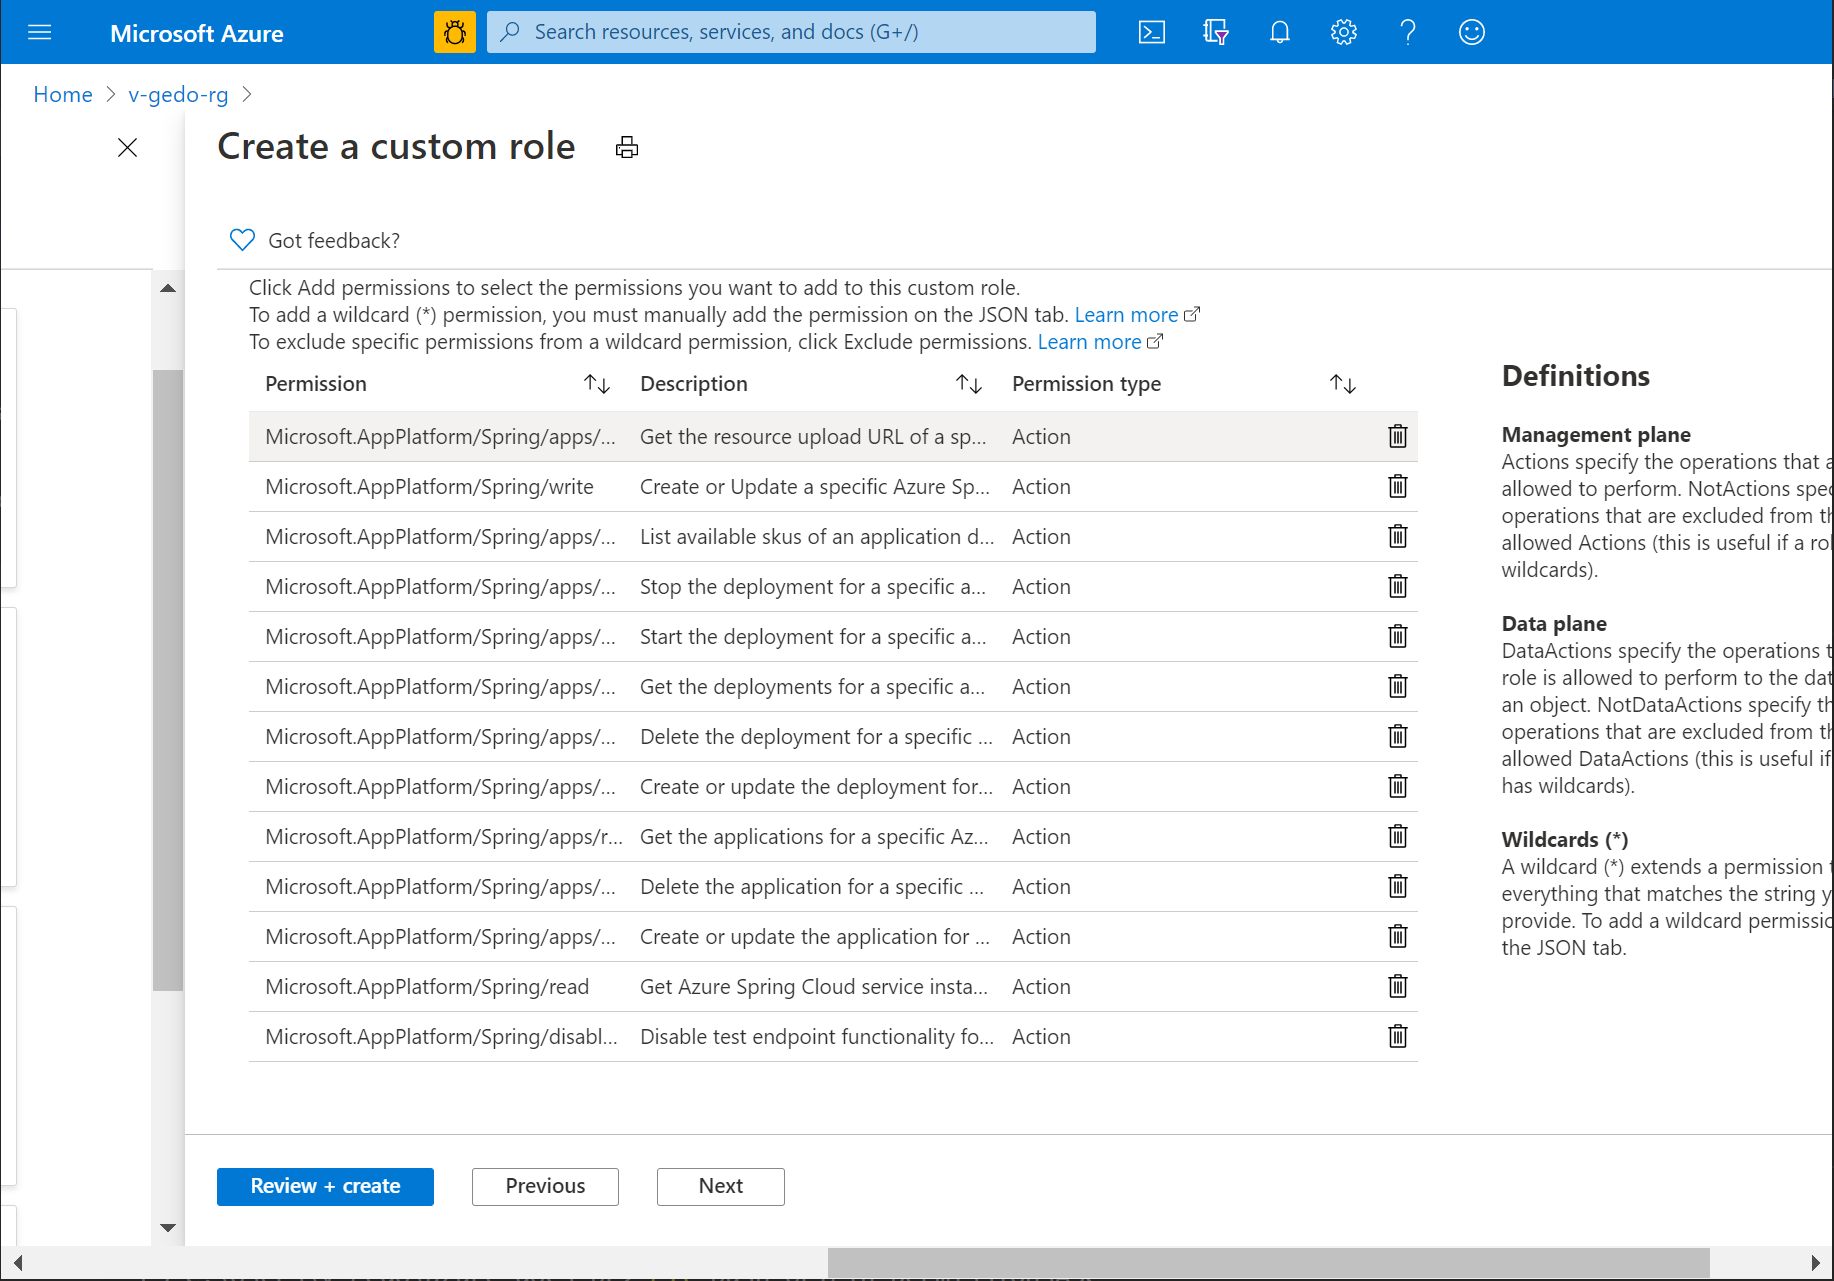 Microsoft Azure
Search resources, services, and docs (G+/)
Home > v-gedo-rg >
Create a custom role
Got feedback?
Click Add permissions to select the permissions you want to add to this custom role.
To add a wildcard (*) permission, you must manually add the permission on the JSON tab. Learn more
To exclude specific permissions from a wildcard permission, click Exclude permissions. Learn more
Permission Description Permission type
Microsoft.AppPlatform/Spring/apps/... Get the resource upload URL of a sp... Action
Microsoft.AppPlatform/Spring/write Create or Update a specific Azure Sp... Action
Microsoft.AppPlatform/Spring/apps/... List available skus of an application d... Action
Microsoft.AppPlatform/Spring/apps/... Stop the deployment for a specific a... Action
Microsoft.AppPlatform/Spring/apps/... Start the deployment for a specific a... Action
Microsoft.AppPlatform/Spring/apps/... Get the deployments for a specific a... Action
Microsoft.AppPlatform/Spring/apps/... Delete the deployment for a specific ... Action
Microsoft.AppPlatform/Spring/apps/... Create or update the deployment for... Action
Microsoft.AppPlatform/Spring/apps/r... Get the applications for a specific Az... Action
Microsoft.AppPlatform/Spring/apps/... Delete the application for a specific ... Action
Microsoft.AppPlatform/Spring/apps/... Create or update the application for ... Action
Microsoft.AppPlatform/Spring/read Get Azure Spring Cloud service insta... Action
Microsoft.AppPlatform/Spring/disabl... Disable test endpoint functionality fo... Action
Definitions
Management plane
Actions specify the operations that a
allowed to perform. NotActions spec
operations that are excluded from th
allowed Actions (this is useful if a rol
wildcards).
Data plane
DataActions specify the operations t
role is allowed to perform to the dat
an object. NotDataActions specify th
operations that are excluded from th
allowed DataActions (this is useful if
has wildcards).
Wildcards (*)
A wildcard (*) extends a permission t
everything that matches the string y
provide. To add a wildcard permissic
the JSON tab.
Review + create
Previous
Next